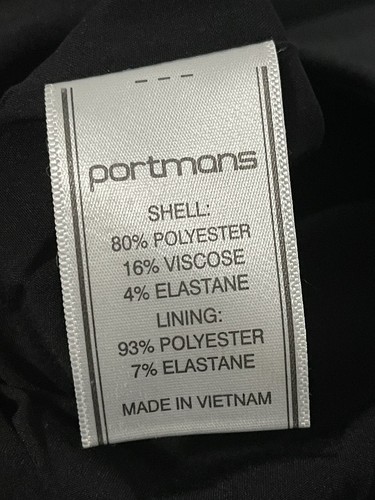 portmans
SHELL:
80% POLYESTER
16% VISCOSE
4% ELASTANE
LINING:
93% POLYESTER
7% ELASTANE
MADE IN VIETNAM